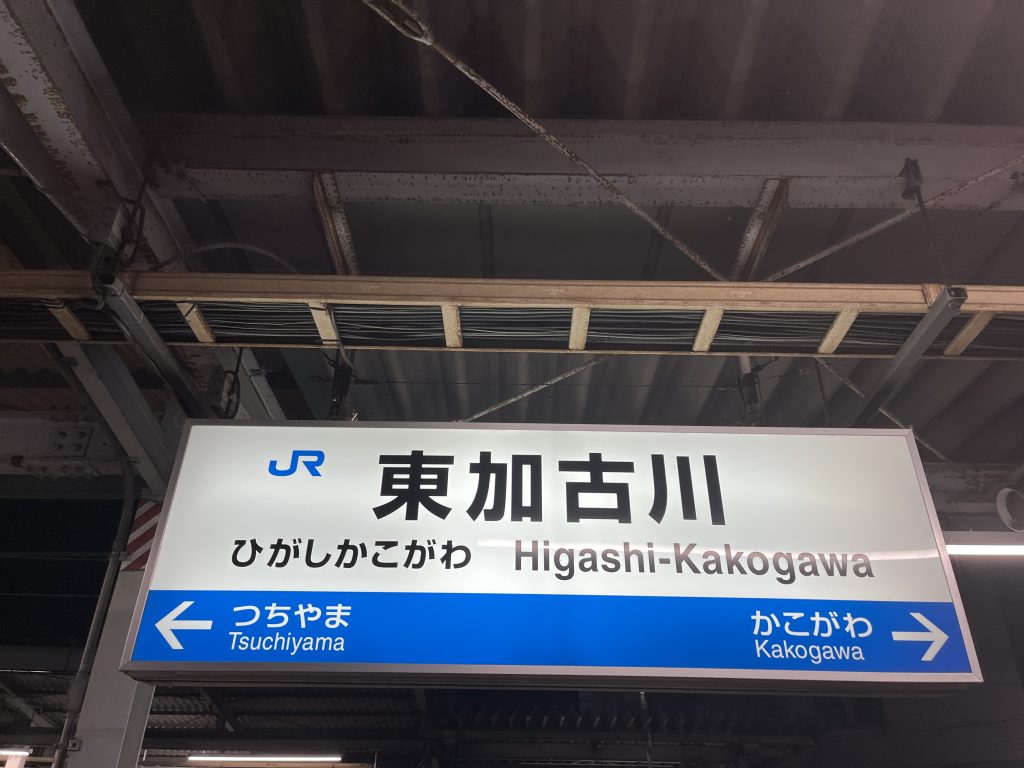 JR 東加古川
ひがしかこがわ Higashi-Kakogawa
← つちやま かこがわ →
Tsuchiyama Kakogawa